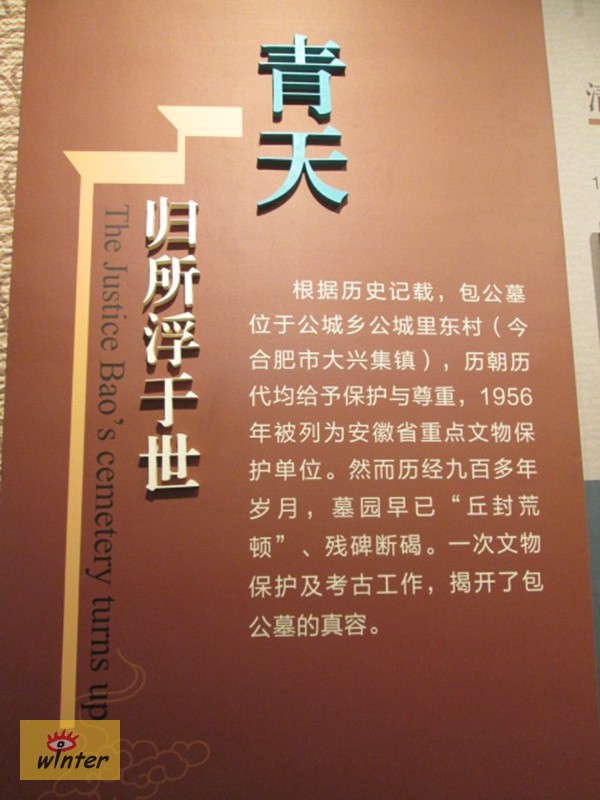 青天
归所浮于世
The Justice Bao's cemetery turns up
根据历史记载，包公墓
位于公城乡公城里东村（今
合肥市大兴集镇），历朝历
代均给予保护与尊重，1956
年被列为安徽省重点文物保
护单位。然而历经九百多年
岁月，墓园早已“丘封荒
顿”、残碑断碣。一次文物
保护及考古工作，揭开了包
公墓的真容。
清
1
winter